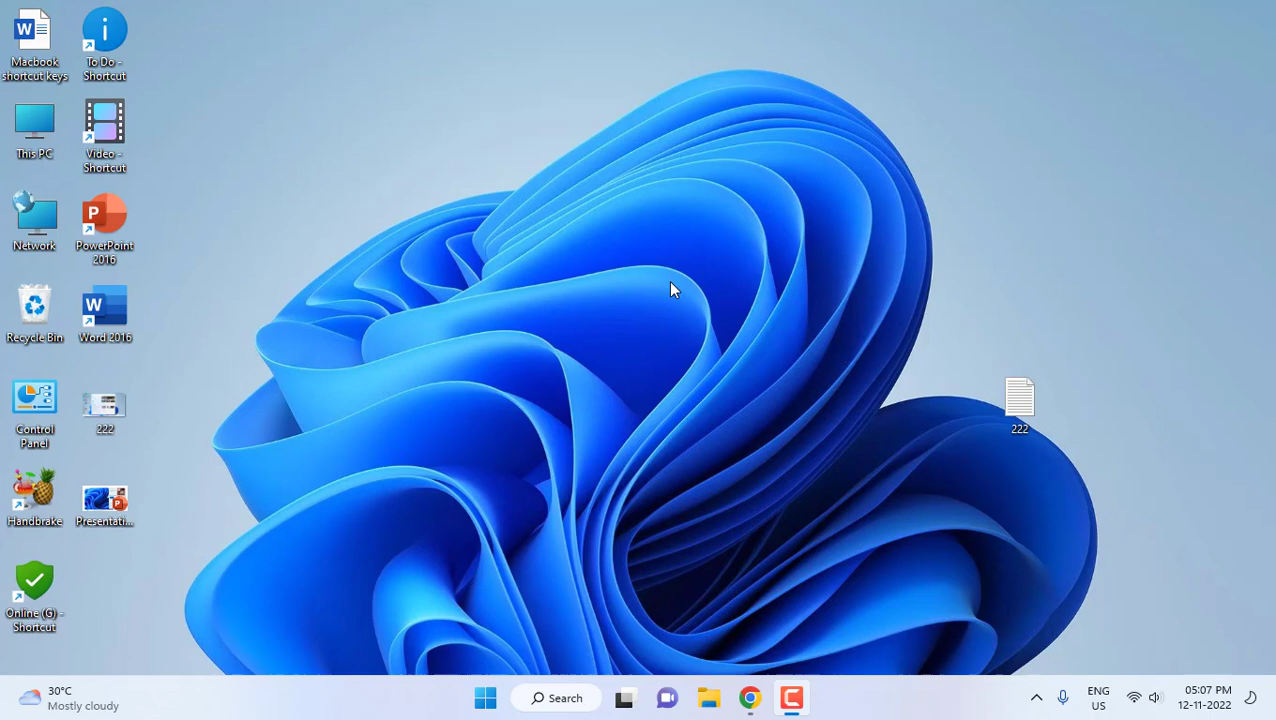 Macbook
shortcut keys
To Do -
Shortcut
This PC
Video -
Shortcut
Network
PowerPoint
2016
Recycle Bin
Word 2016
Control
Panel
222
222
Handbrake
Presentati...
Online (G) -
Shortcut
30°C
Mostly cloudy
Search
ENG
US
05:07 PM
12-11-2022